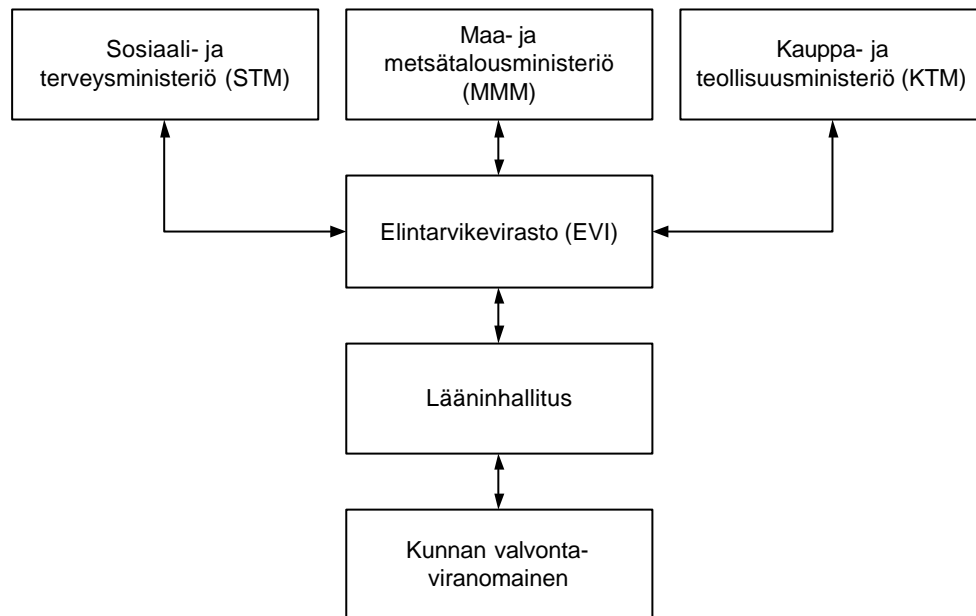 Sosiaali- ja
terveysministeriö (STM)
Maa- ja
metsätalousministeriö
(MMM)
Kauppa- ja
teollisuusministeriö (KTM)
Elintarvikevirasto (EVI)
Lääninhallitus
Kunnan valvonta-
viranomainen